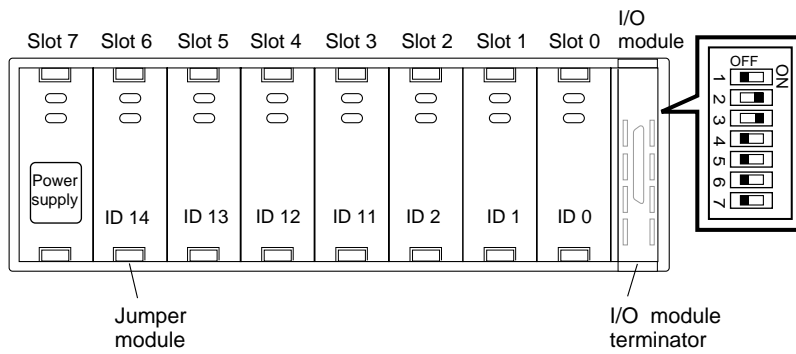 I/O
module
Slot 7 Slot 6 Slot 5 Slot 4 Slot 3 Slot 2 Slot 1 Slot 0
OFF
ON
1
2
3
4
5
6
7
Power
supply
ID 14 ID 13 ID 12 ID 11 ID 2 ID 1 ID 0
Jumper
module
I/O module
terminator